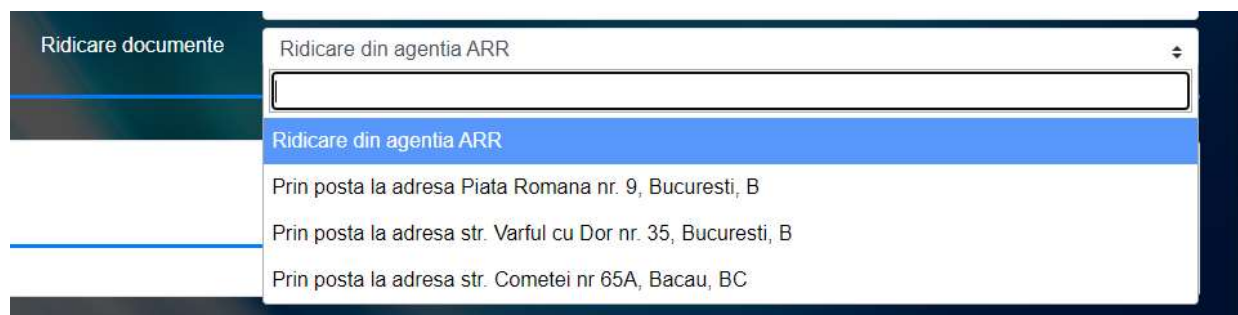 Ridicare documente
Ridicare din agentia ARR
Ridicare din agentia ARR
Prin posta la adresa Piata Romana nr. 9, Bucuresti, B
Prin posta la adresa str. Varful cu Dor nr. 35, Bucuresti, B
Prin posta la adresa str. Cometei nr 65A, Bacau, BC